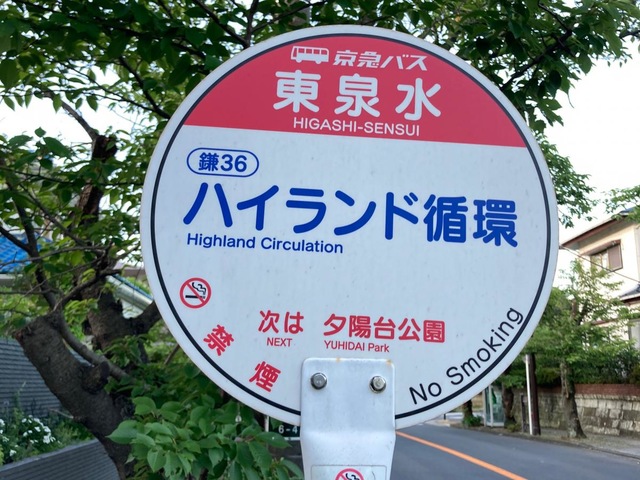 京急バス
東泉水
HIGASHI-SENSUI
鎌36
ハイランド循環
Highland Circulation
次は 夕陽台公園
NEXT YUHIDAI Park
禁煙
No Smoking